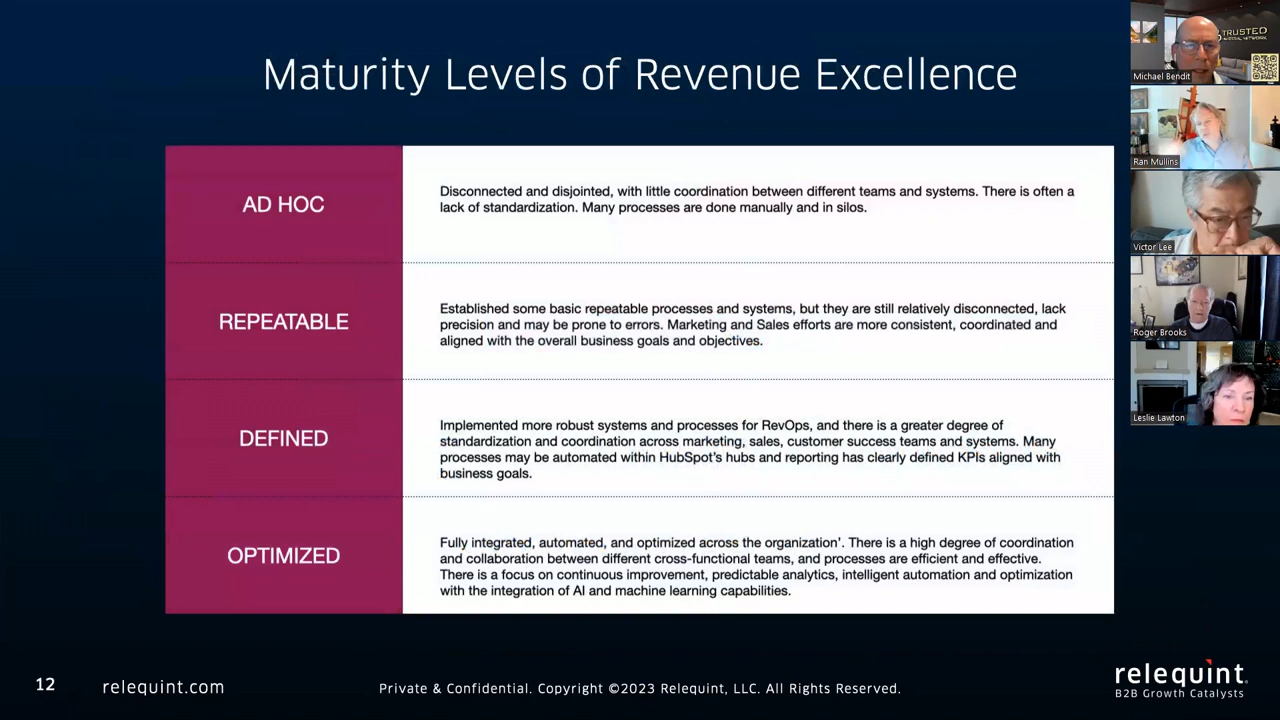 Maturity Levels of Revenue Excellence
AD HOC
Disconnected and disjointed, with little coordination between different teams and systems. There is often a
lack of standardization. Many processes are done manually and in silos.
REPEATABLE
Established some basic repeatable processes and systems, but they are still relatively disconnected, lack
precision and may be prone to errors. Marketing and Sales efforts are more consistent, coordinated and
aligned with the overall business goals and objectives.
DEFINED
Implemented more robust systems and processes for RevOps, and there is a greater degree of
standardization and coordination across marketing, sales, customer success teams and systems. Many
processes may be automated within HubSpot's hubs and reporting has clearly defined KPIs aligned with
business goals.
OPTIMIZED
Fully integrated, automated, and optimized across the organization'. There is a high degree of coordination
and collaboration between different cross-functional teams, and processes are efficient and effective.
There is a focus on continuous improvement, predictable analytics, intelligent automation and optimization
with the integration of AI and machine learning capabilities.
12
relequint.com
Private & Confidential. Copyright ©2023 Relequint, LLC. All Rights Reserved.
relequint
B2B Growth Catalysts
TRUSTED
Michael Bendit
Ran Mullins
Victor Lee
Roger Brooks
Leslie Lawton